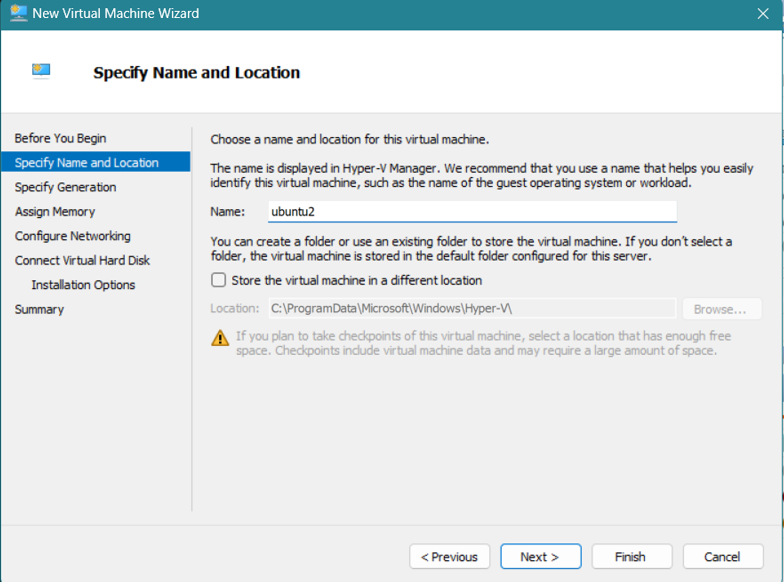 New Virtual Machine Wizard
Specify Name and Location
Before You Begin
Specify Name and Location
Specify Generation
Assign Memory
Configure Networking
Connect Virtual Hard Disk
Installation Options
Summary
Choose a name and location for this virtual machine.
The name is displayed in Hyper-V Manager. We recommend that you use a name that helps you easily
identify this virtual machine, such as the name of the guest operating system or workload.
Name: ubuntu2
You can create a folder or use an existing folder to store the virtual machine. If you don't select a
folder, the virtual machine is stored in the default folder configured for this server.
Store the virtual machine in a different location
Location: C:\ProgramData\Microsoft\Windows\Hyper-V\ Browse...
If you plan to take checkpoints of this virtual machine, select a location that has enough free
space. Checkpoints include virtual machine data and may require a large amount of space.
< Previous Next > Finish Cancel